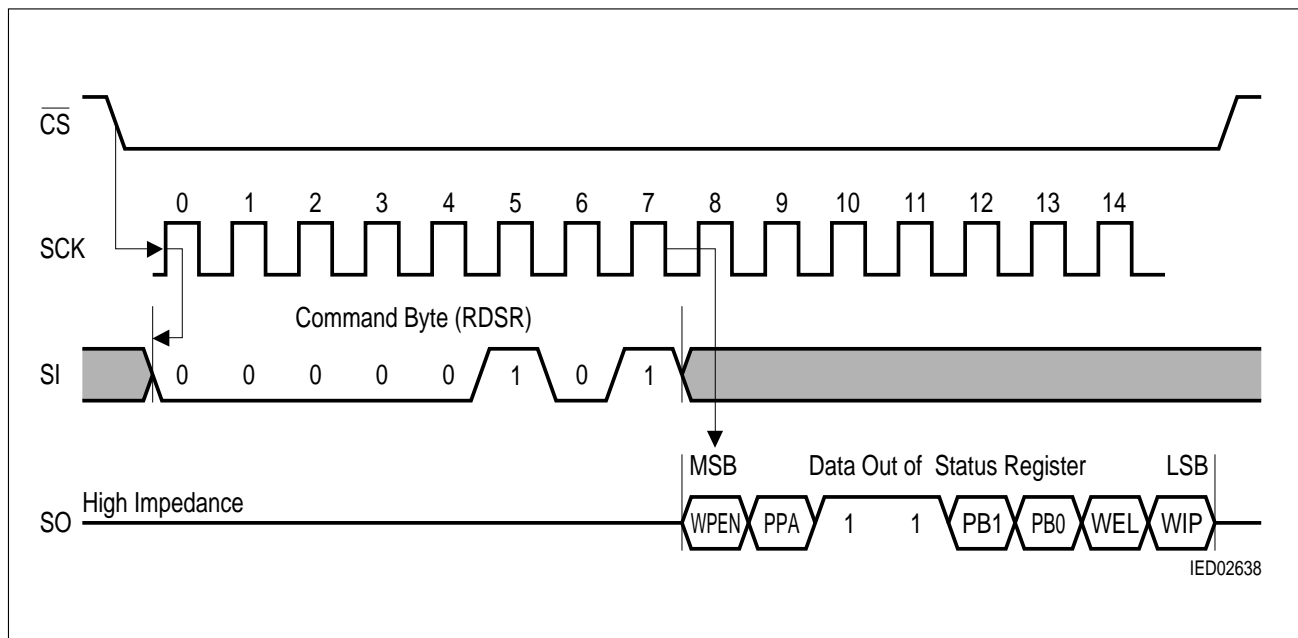 CS
0 1 2 3 4 5 6 7 8 9 10 11 12 13 14
SCK
Command Byte (RDSR)
SI 0 0 0 0 0 1 0 1
MSB Data Out of Status Register LSB
High Impedance
SO WPEN PPA 1 1 PB1 PB0 WEL WIP
IED02638